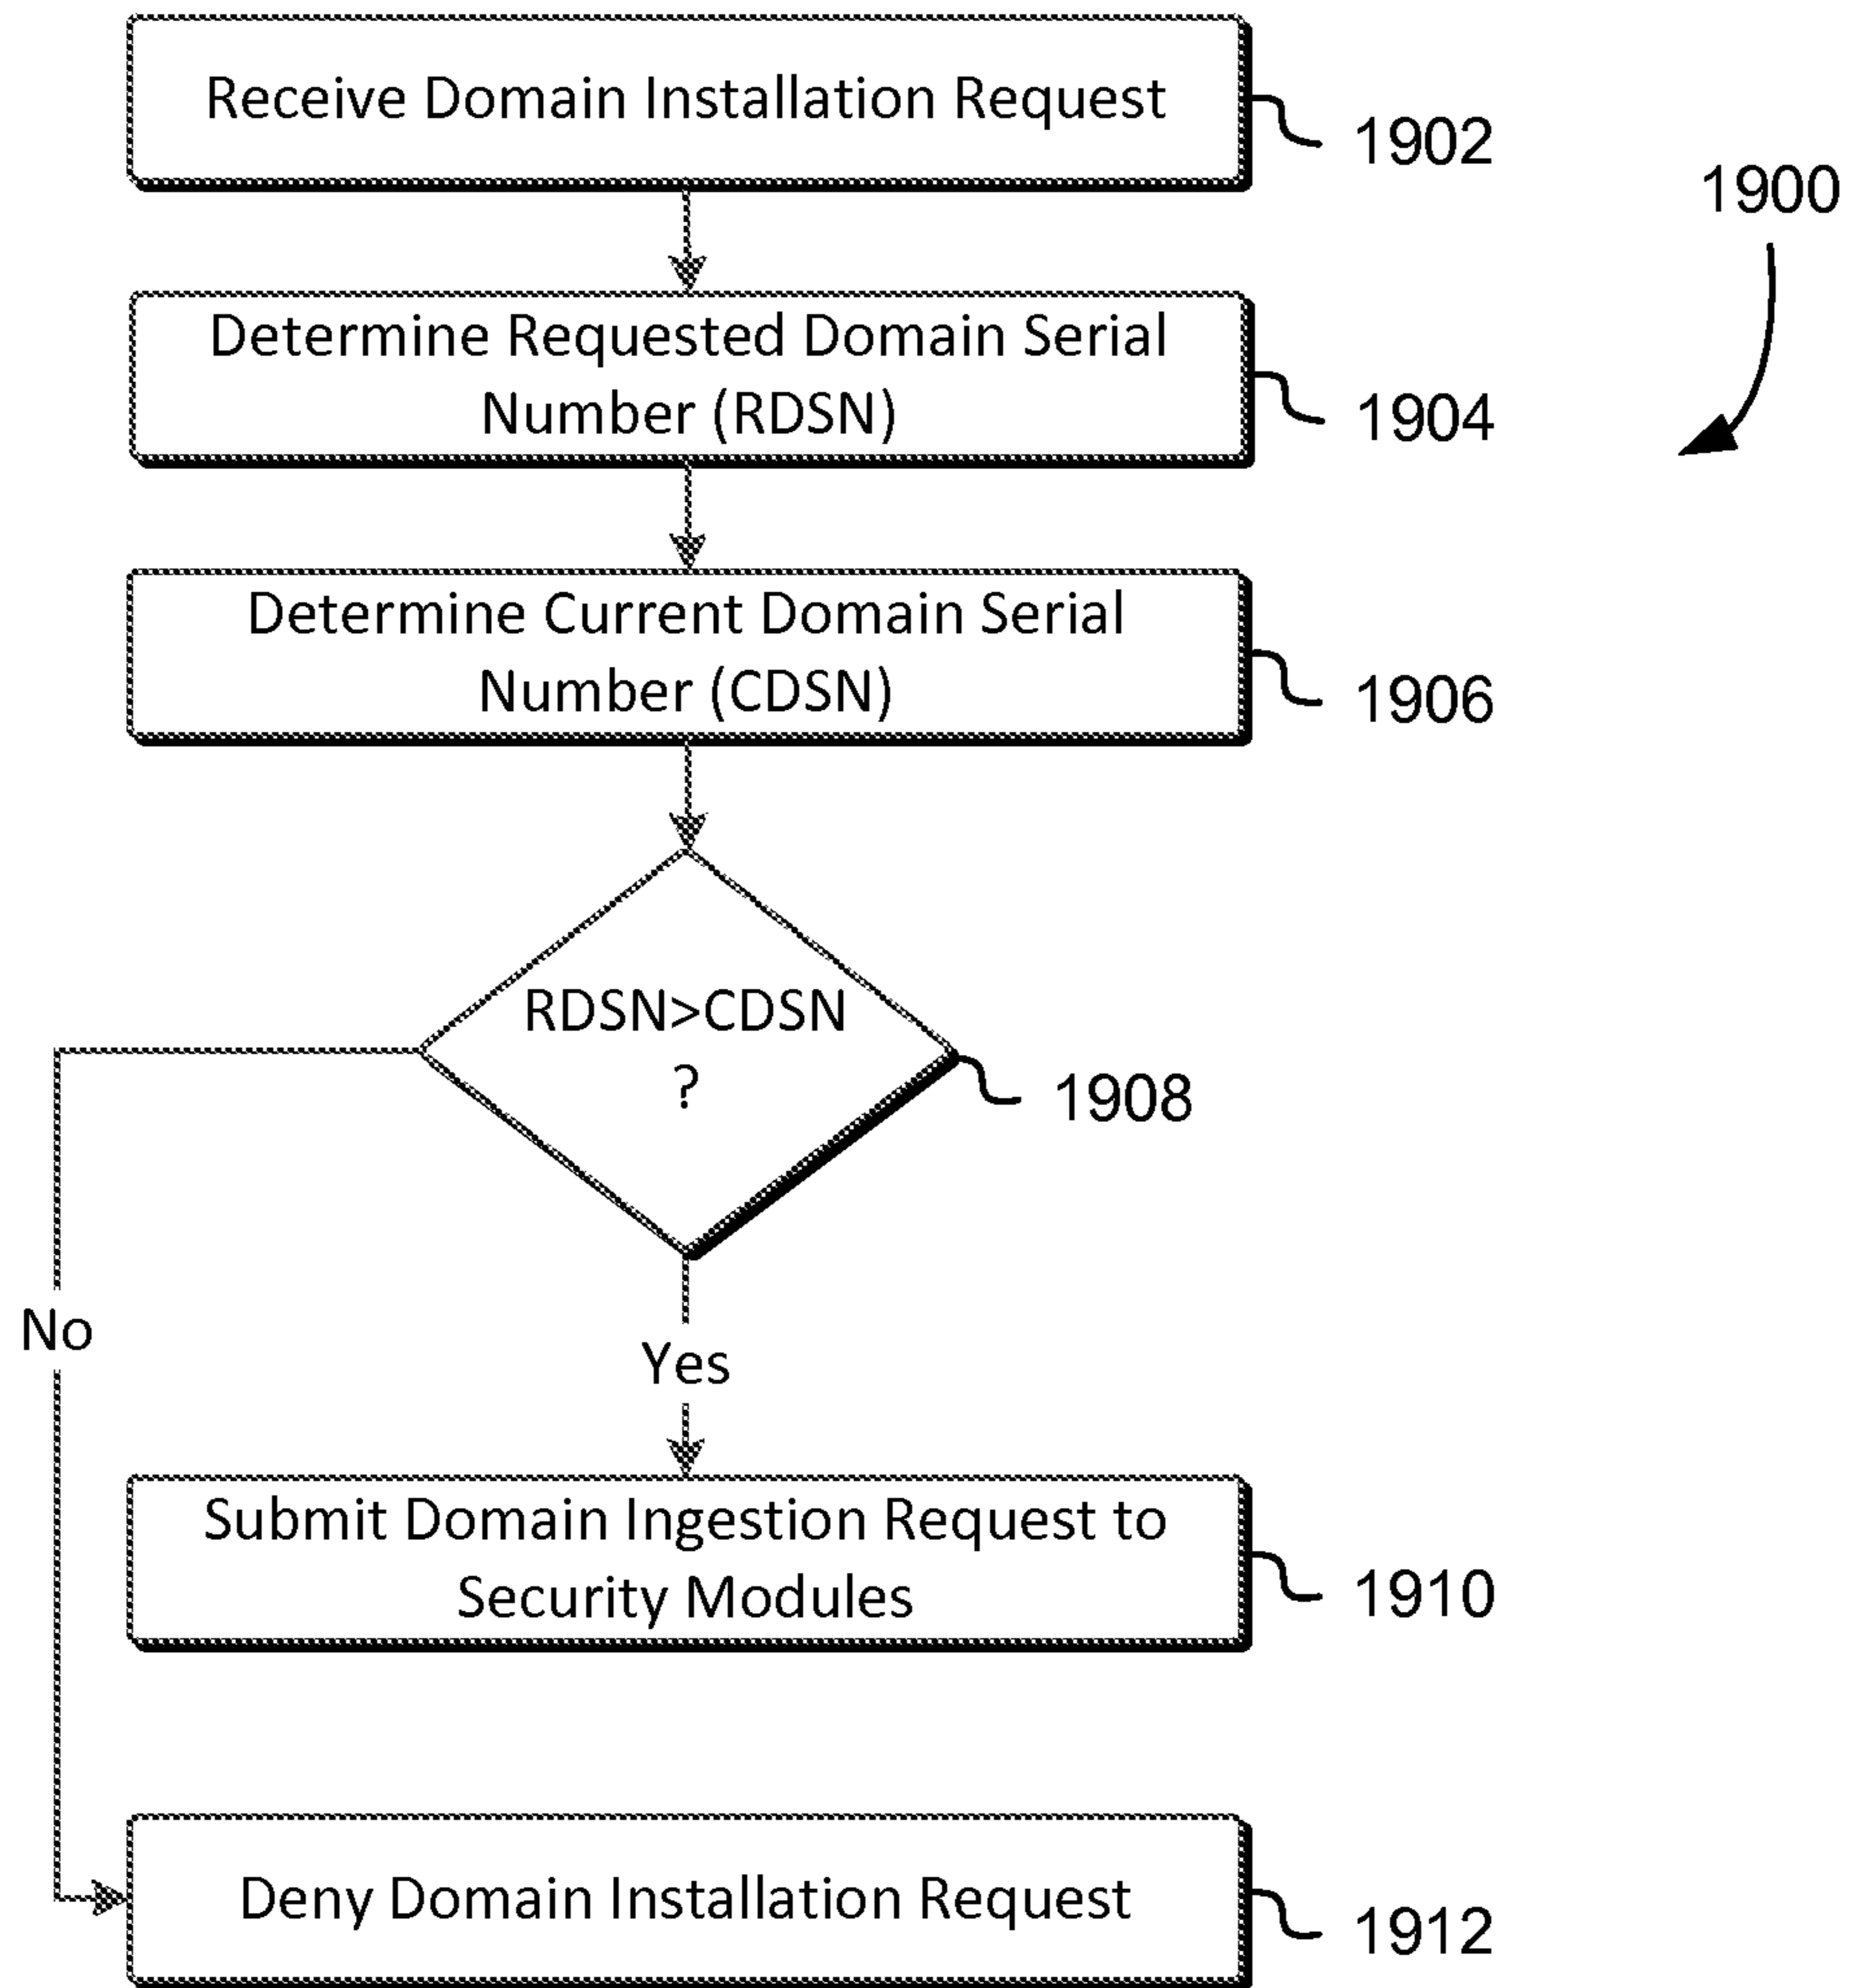 Receive Domain Installation Request
1902
1900
Determine Requested Domain Serial
Number (RDSN)
1904
Determine Current Domain Serial
Number (CDSN)
1906
RDSN>CDSN
?
1908
No
Yes
Submit Domain Ingestion Request to
Security Modules
1910
Deny Domain Installation Request
1912